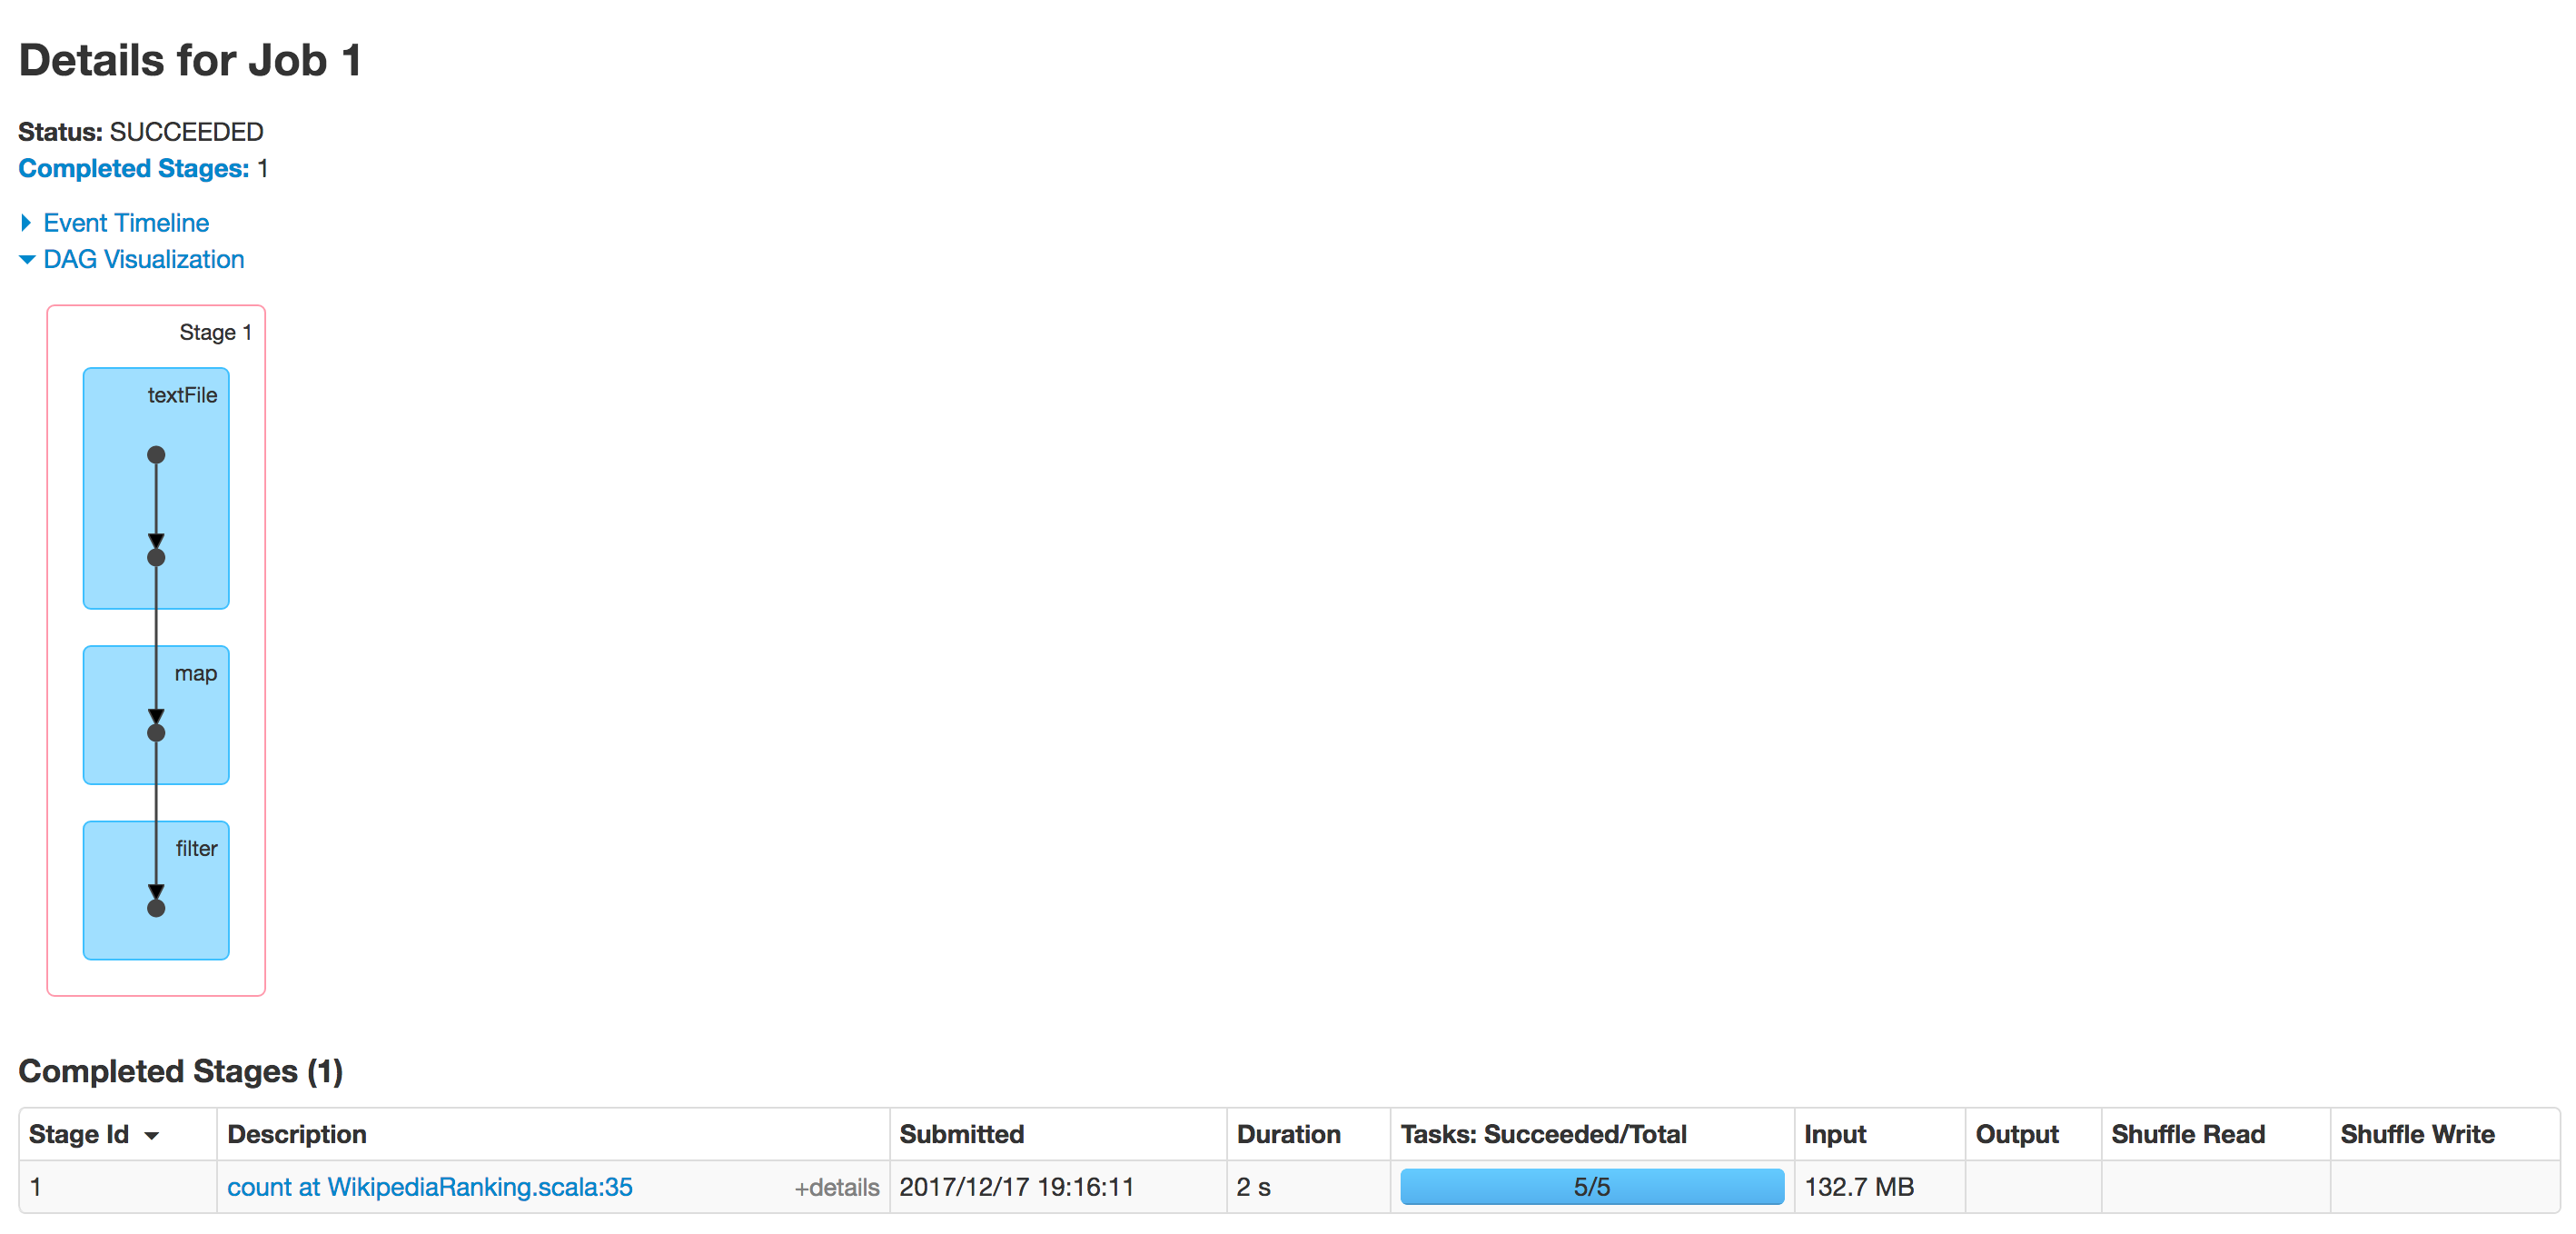 Details for Job 1
Status: SUCCEEDED
Completed Stages: 1
Event Timeline
DAG Visualization
Stage 1
textFile
map
filter
Completed Stages (1)
Stage Id Description Submitted Duration Tasks: Succeeded/Total Input Output Shuffle Read Shuffle Write
1 count at WikipediaRanking.scala:35 +details 2017/12/17 19:16:11 2 s 5/5 132.7 MB